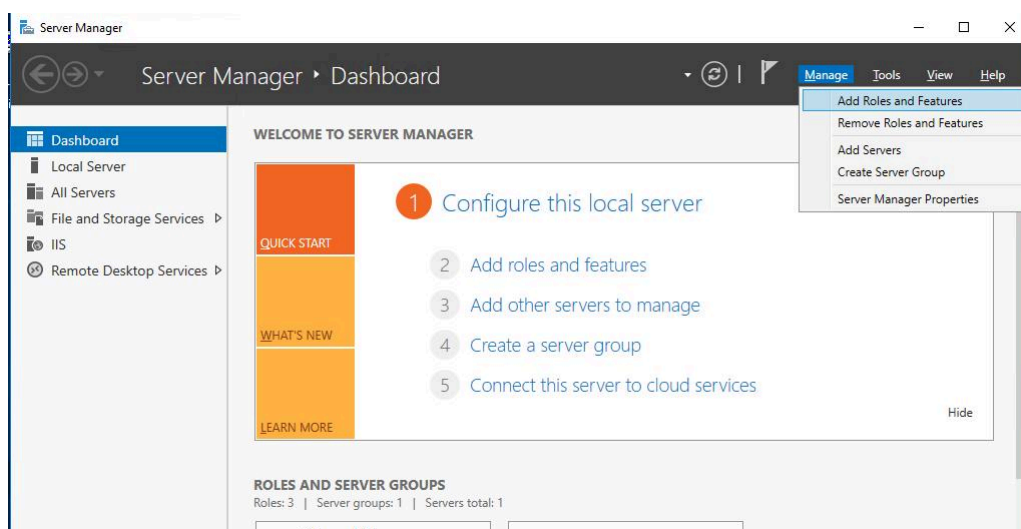 Server Manager
Server Manager • Dashboard
Manage Tools View Help
Add Roles and Features
Remove Roles and Features
Add Servers
Create Server Group
Server Manager Properties
Dashboard
Local Server
All Servers
File and Storage Services
IIS
Remote Desktop Services
WELCOME TO SERVER MANAGER
QUICK START
WHAT'S NEW
LEARN MORE
1 Configure this local server
2 Add roles and features
3 Add other servers to manage
4 Create a server group
5 Connect this server to cloud services
Hide
ROLES AND SERVER GROUPS
Roles: 3 | Server groups: 1 | Servers total: 1